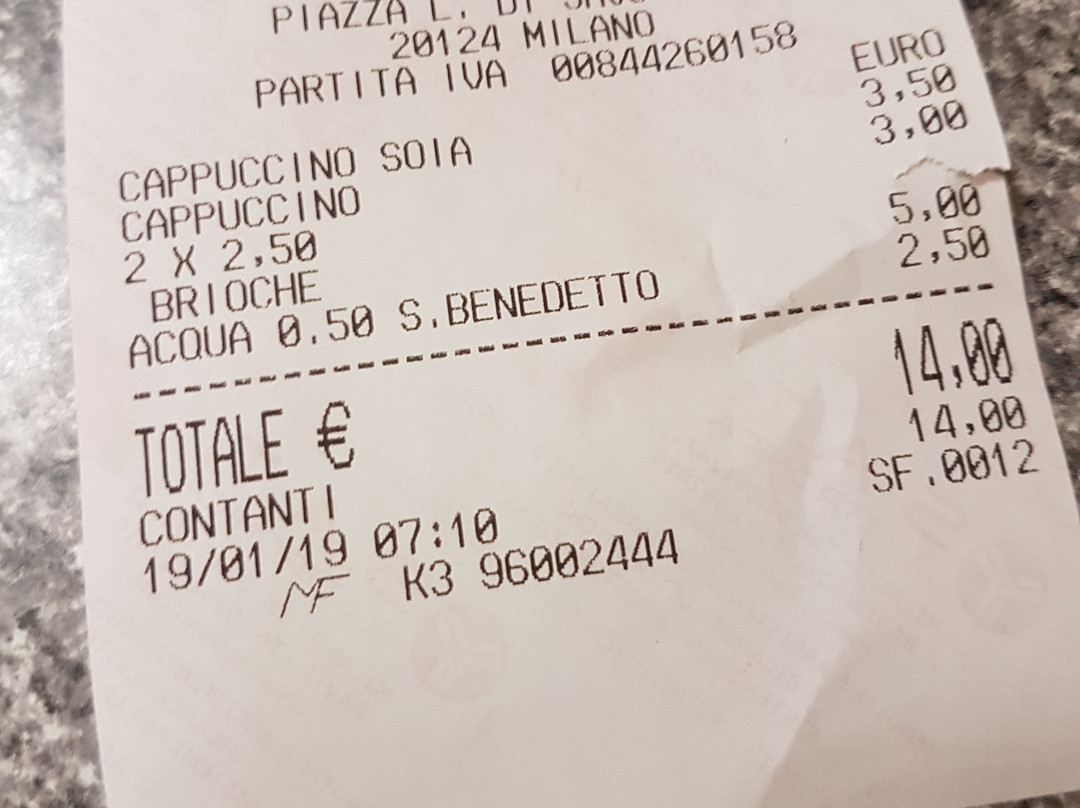 PIAZZA L. DI
20124 MILANO
PARTITA IVA 00844260158
EURO
CAPPUCCINO SOIA 3,50
CAPPUCCINO 3,00
2 X 2,50
BRIOCHE 5,00
ACQUA 0.50 S.BENEDETTO 2,50
TOTALE € 14,00
CONTANTI 14,00
19/01/19 07:10 SF.0012
MF K3 96002444